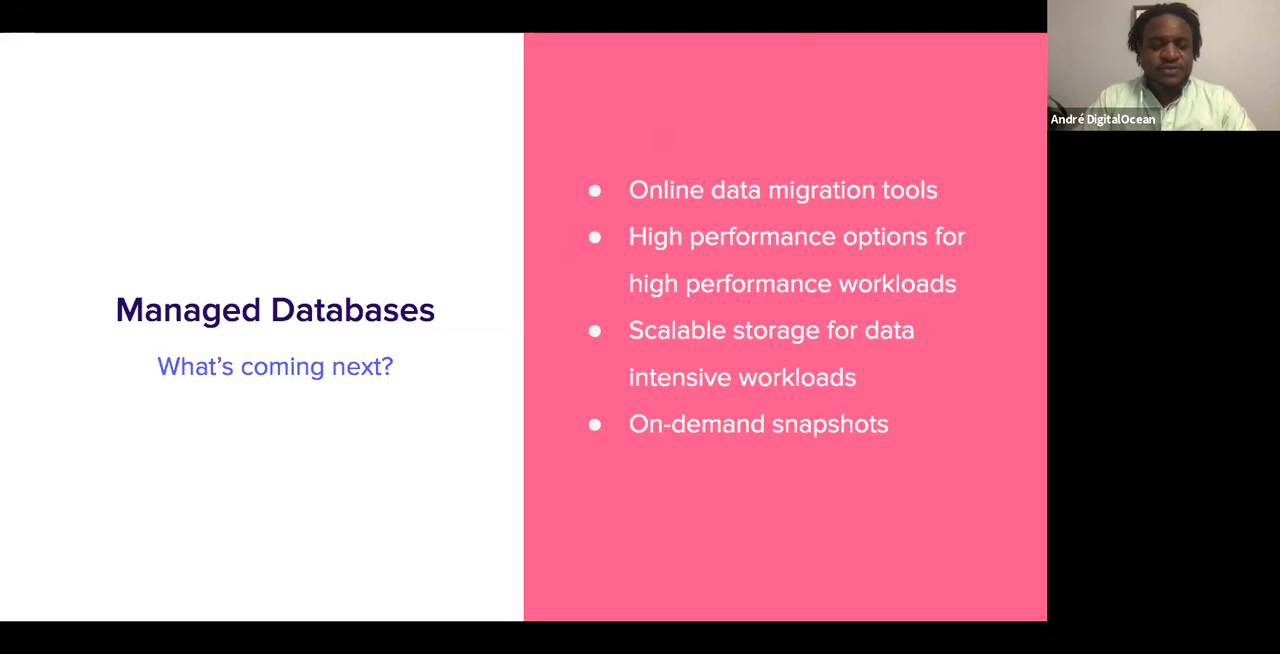 Managed Databases
What’s coming next?
● Online data migration tools
● High performance options for
high performance workloads
● Scalable storage for data
intensive workloads
● On-demand snapshots
André DigitalOcean